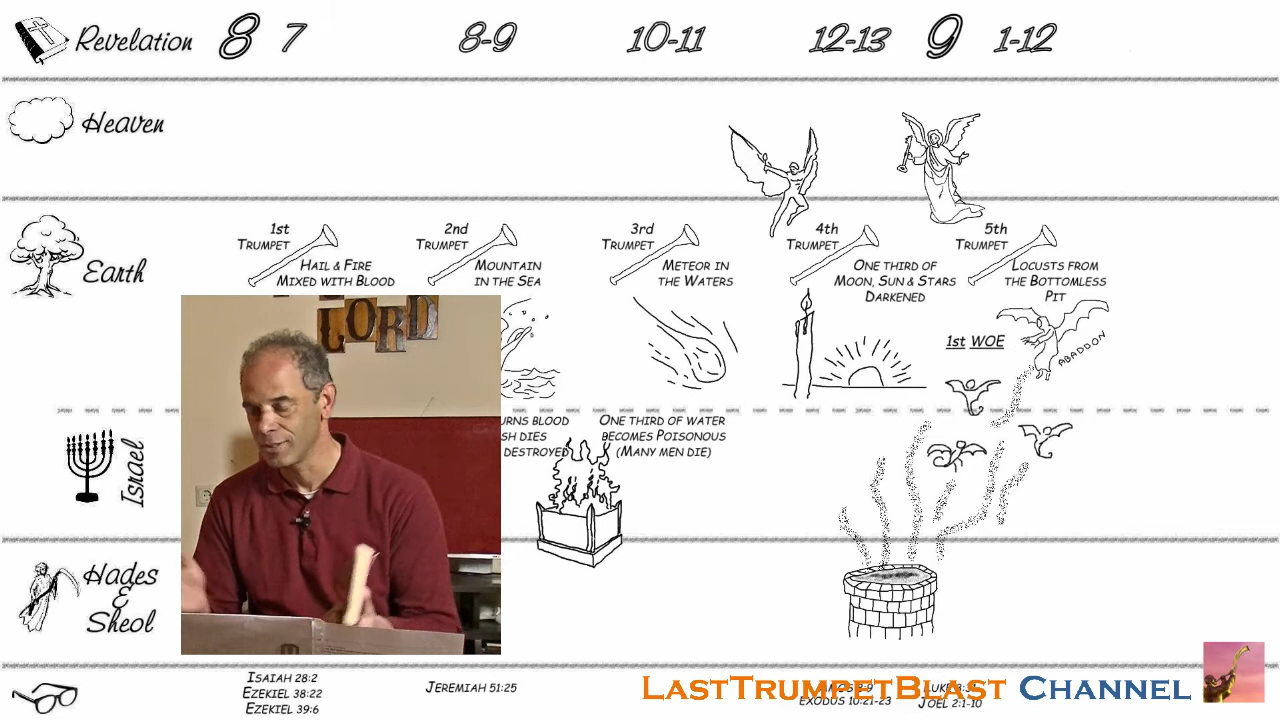 Revelation 8 7 8-9 10-11 12-13 9 1-12
Heaven
Earth
1st
TRUMPET
HAIL & FIRE
MIXED WITH BLOOD
2nd
TRUMPET
MOUNTAIN
IN THE SEA
3rd
TRUMPET
METEOR IN
THE WATERS
4th
TRUMPET
ONE THIRD OF
MOON, SUN & STARS
DARKENED
5th
TRUMPET
LOCUSTS FROM
THE BOTTOMLESS
PIT
LORD
1st WOE
ABADDON
BLOOD
DIES
DESTROYED
ONE THIRD OF WATER
BECOMES POISONOUS
(MANY MEN DIE)
Israel
Hades
&
Sheol
ISAIAH 28:2
EZEKIEL 38:22
EZEKIEL 39:6
JEREMIAH 51:25
EXODUS 10:21-23
JOEL 2:1-10
LASTTRUMPETBLAST CHANNEL